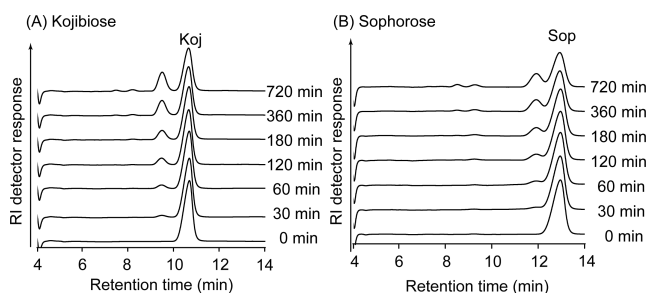 (A) Kojibiose
Koj
RI detector response
720 min
360 min
180 min
120 min
60 min
30 min
0 min
4 6 8 10 12 14
Retention time (min)
(B) Sophorose
Sop
RI detector response
720 min
360 min
180 min
120 min
60 min
30 min
0 min
4 6 8 10 12 14
Retention time (min)